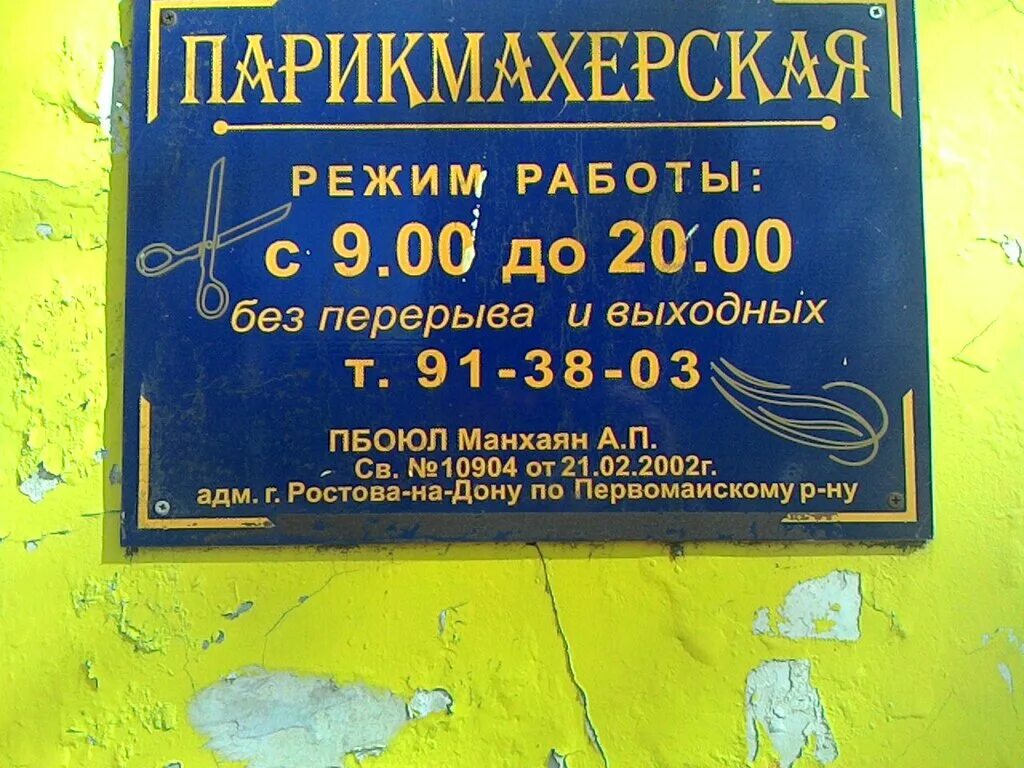 ПАРИКМАХЕРСКАЯ
РЕЖИМ РАБОТЫ:
с 9.00 до 20.00
без перерыва и выходных
т. 91-38-03
ПБОЮЛ Манхаян А.П.
Св. №10904 от 21.02.2002г.
адм. г. Ростова-на-Дону по Первомаискому р-ну